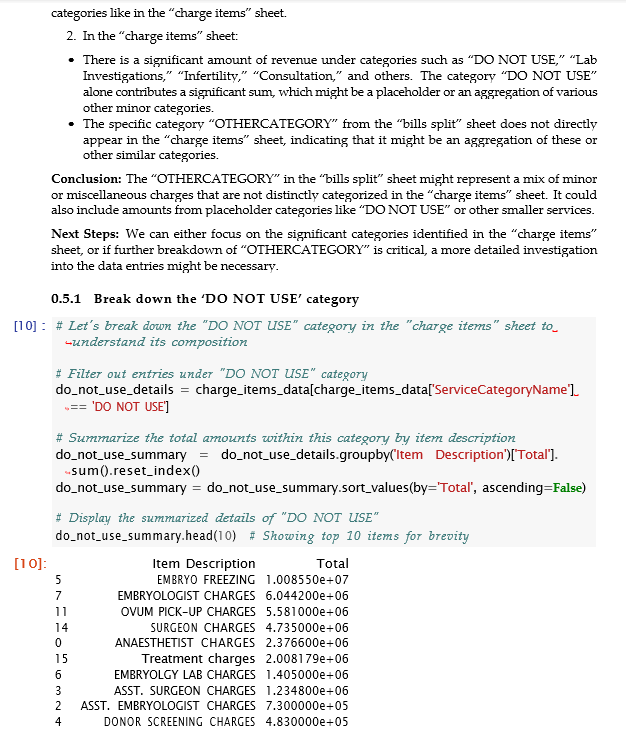 categories like in the “charge items” sheet.
2. In the “charge items” sheet:
• There is a significant amount of revenue under categories such as “DO NOT USE,” “Lab
Investigations,” “Infertility,” “Consultation,” and others. The category “DO NOT USE”
alone contributes a significant sum, which might be a placeholder or an aggregation of various
other minor categories.
• The specific category “OTHERCATEGORY” from the “bills split” sheet does not directly
appear in the “charge items” sheet, indicating that it might be an aggregation of these or
other similar categories.
Conclusion: The “OTHERCATEGORY” in the “bills split” sheet might represent a mix of minor
or miscellaneous charges that are not distinctly categorized in the “charge items” sheet. It could
also include amounts from placeholder categories like “DO NOT USE” or other smaller services.
Next Steps: We can either focus on the significant categories identified in the “charge items”
sheet, or if further breakdown of “OTHERCATEGORY” is critical, a more detailed investigation
into the data entries might be necessary.
0.5.1 Break down the ‘DO NOT USE’ category
[10] : # Let's break down the "DO NOT USE" category in the "charge items" sheet to␣
↪understand its composition
# Filter out entries under "DO NOT USE" category
do_not_use_details = charge_items_data[charge_items_data['ServiceCategoryName']␣
↪== 'DO NOT USE']
# Summarize the total amounts within this category by item description
do_not_use_summary = do_not_use_details.groupby('Item Description')['Total'].
↪sum().reset_index()
do_not_use_summary = do_not_use_summary.sort_values(by='Total', ascending=False)
# Display the summarized details of "DO NOT USE"
do_not_use_summary.head(10) # Showing top 10 items for brevity
[10]: Item Description Total
5 EMBRYO FREEZING 1.008550e+07
7 EMBRYOLOGIST CHARGES 6.044200e+06
11 OVUM PICK-UP CHARGES 5.581000e+06
14 SURGEON CHARGES 4.735000e+06
0 ANAESTHETIST CHARGES 2.376600e+06
15 Treatment charges 2.008179e+06
6 EMBRYOLGY LAB CHARGES 1.405000e+06
3 ASST. SURGEON CHARGES 1.234800e+06
2 ASST. EMBRYOLOGIST CHARGES 7.300000e+05
4 DONOR SCREENING CHARGES 4.830000e+05